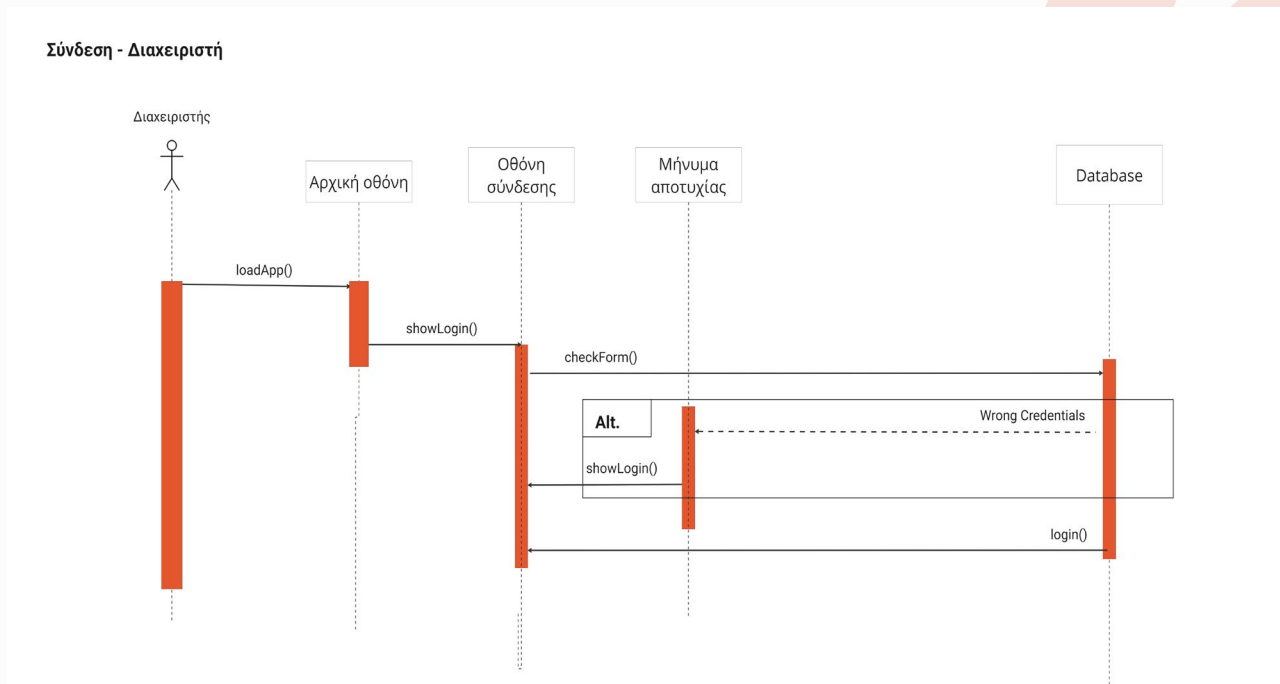 Σύνδεση - Διαχειριστή
Διαχειριστής
Αρχική οθόνη
Οθόνη
σύνδεσης
Μήνυμα
αποτυχίας
Database
loadApp()
showLogin()
checkForm()
Alt.
Wrong Credentials
showLogin()
login()